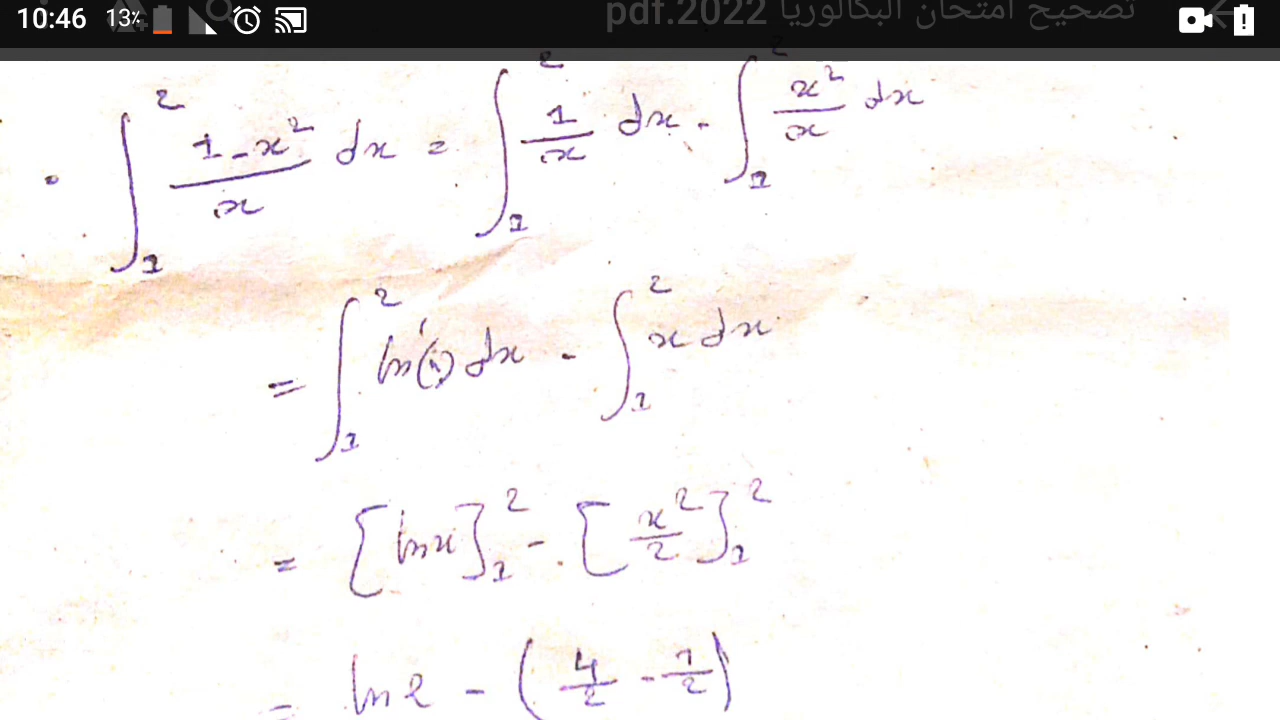 10:46 13%
تصحيح امتحان البكالوريا 2022.pdf
∫₁² (1-x²)/x dx = ∫₁² 1/x dx - ∫₁² x²/x dx
= ∫₁² ln'(x) dx - ∫₁² x dx
= [ln x]₁² - [x²/2]₁²
= ln 2 - (4/2 - 1/2)